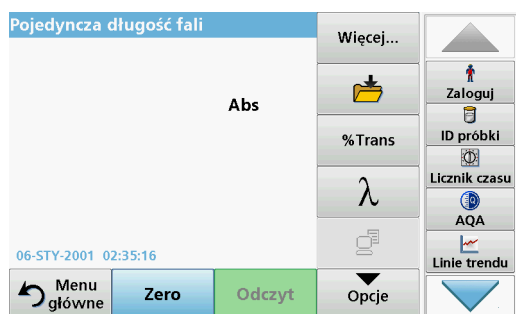 Pojedyncza długość fali
Abs
06-STY-2001 02:35:16
Więcej...
%Trans
λ
Menu
główne
Zero
Odczyt
Opcje
Zaloguj
ID próbki
Licznik czasu
AQA
Linie trendu